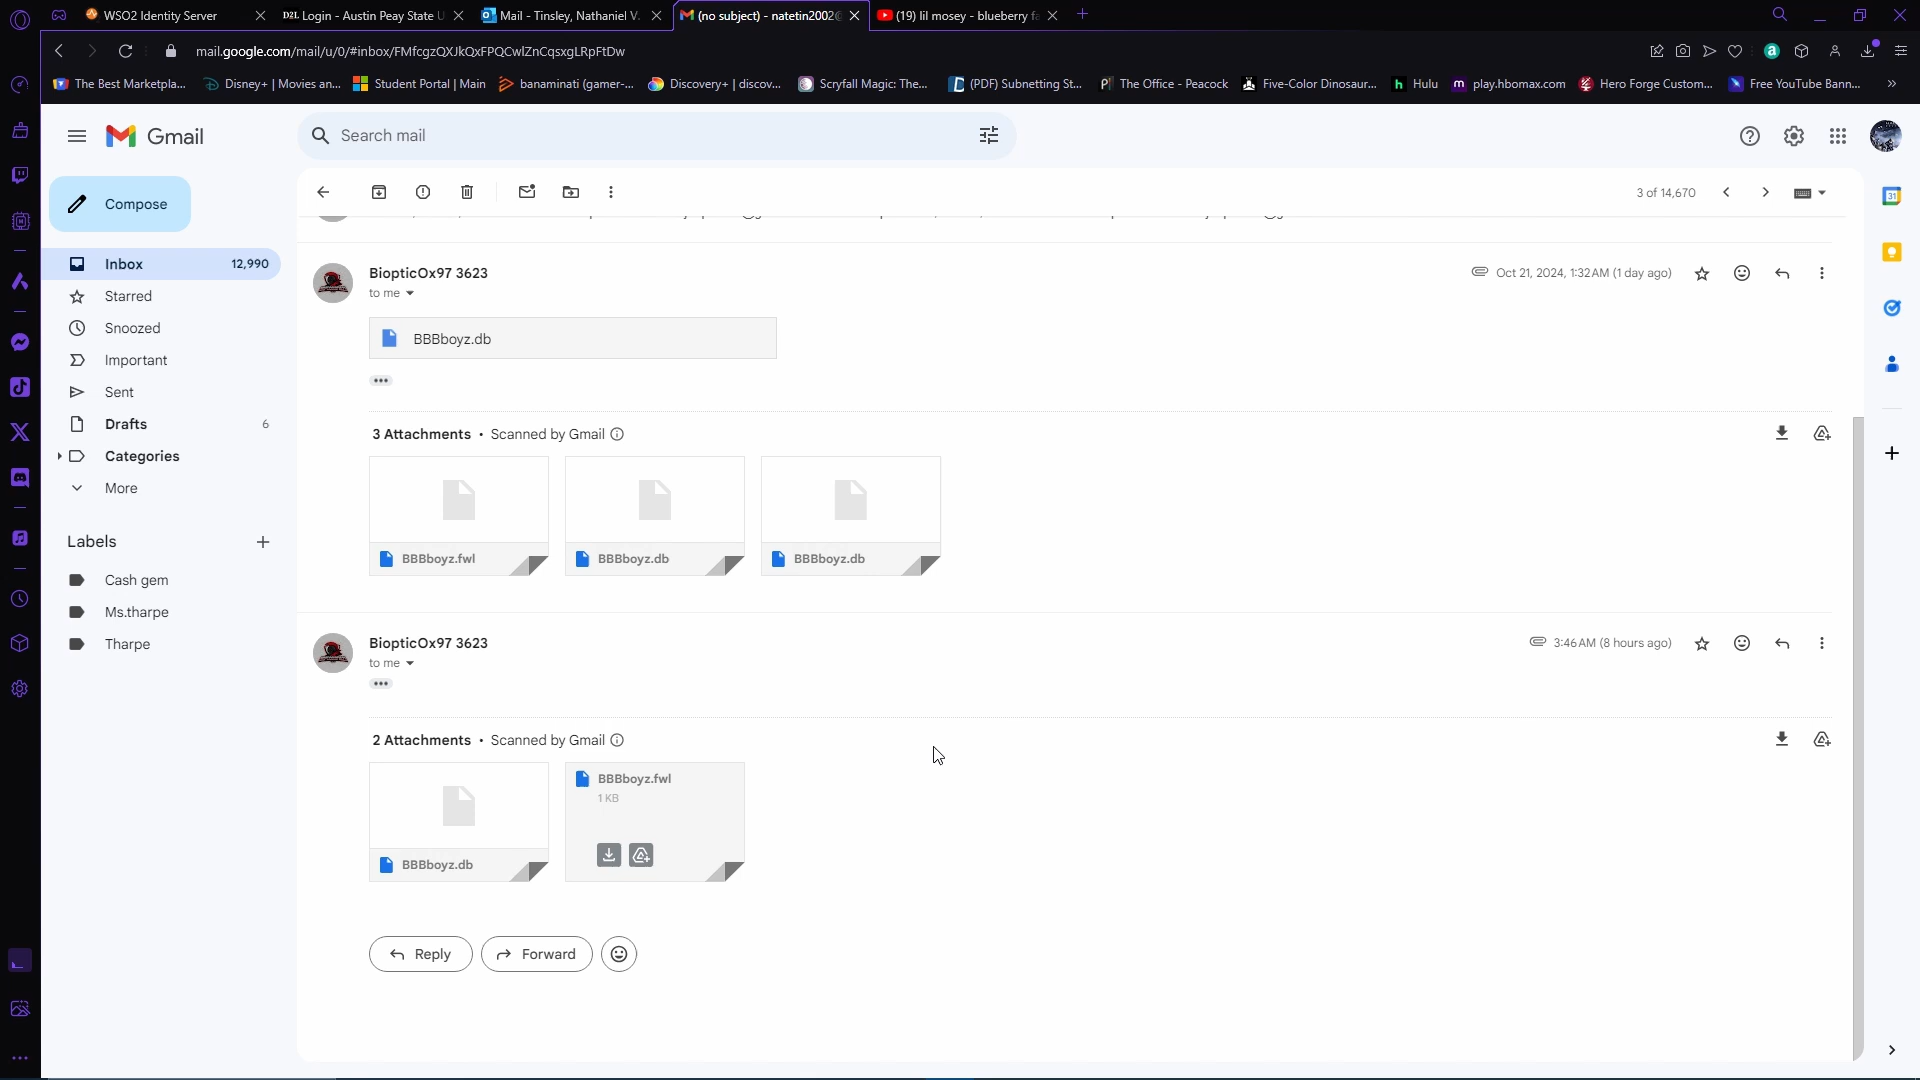 WSO2 Identity Server
D2L Login - Austin Peay State U
Mail - Tinsley, Nathaniel V.
(no subject) - natetin2002@
(19) lil mosey - blueberry fa
mail.google.com/mail/u/0/#inbox/FMfcgzQXJkQxFPQCwlZnCqsxgLRpFtDw
The Best Marketpla...
Disney+ | Movies an...
Student Portal | Main
banaminati (gamer-...
Discovery+ | discov...
Scryfall Magic: The...
(PDF) Subnetting St...
The Office - Peacock
Five-Color Dinosaur...
Hulu
play.hbomax.com
Hero Forge Custom...
Free YouTube Bann...
Gmail
Search mail
Compose
3 of 14,670
Inbox 12,990
Starred
Snoozed
Important
Sent
Drafts 6
Categories
More
Labels
Cash gem
Ms.tharpe
Tharpe
BiopticOx97 3623
Oct 21, 2024, 1:32 AM (1 day ago)
to me
BBBboyz.db
3 Attachments • Scanned by Gmail
BBBboyz.fwl
BBBboyz.db
BBBboyz.db
BiopticOx97 3623
3:46 AM (8 hours ago)
to me
2 Attachments • Scanned by Gmail
BBBboyz.db
BBBboyz.fwl
1 KB
Reply
Forward